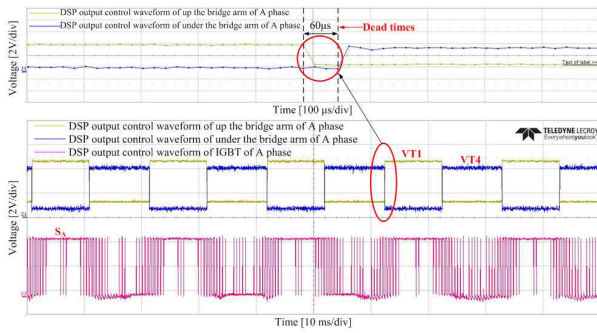 DSP output control waveform of up the bridge arm of A phase
DSP output control waveform of under the bridge arm of A phase
60μs
Dead times
Text of label >>
Voltage [2V/div]
Time [100 μs/div]
DSP output control waveform of up the bridge arm of A phase
DSP output control waveform of under the bridge arm of A phase
DSP output control waveform of IGBT of A phase
TELEDYNE LECROY
Everywhereyoulook
VT1
VT4
Voltage [2V/div]
SA
Time [10 ms/div]